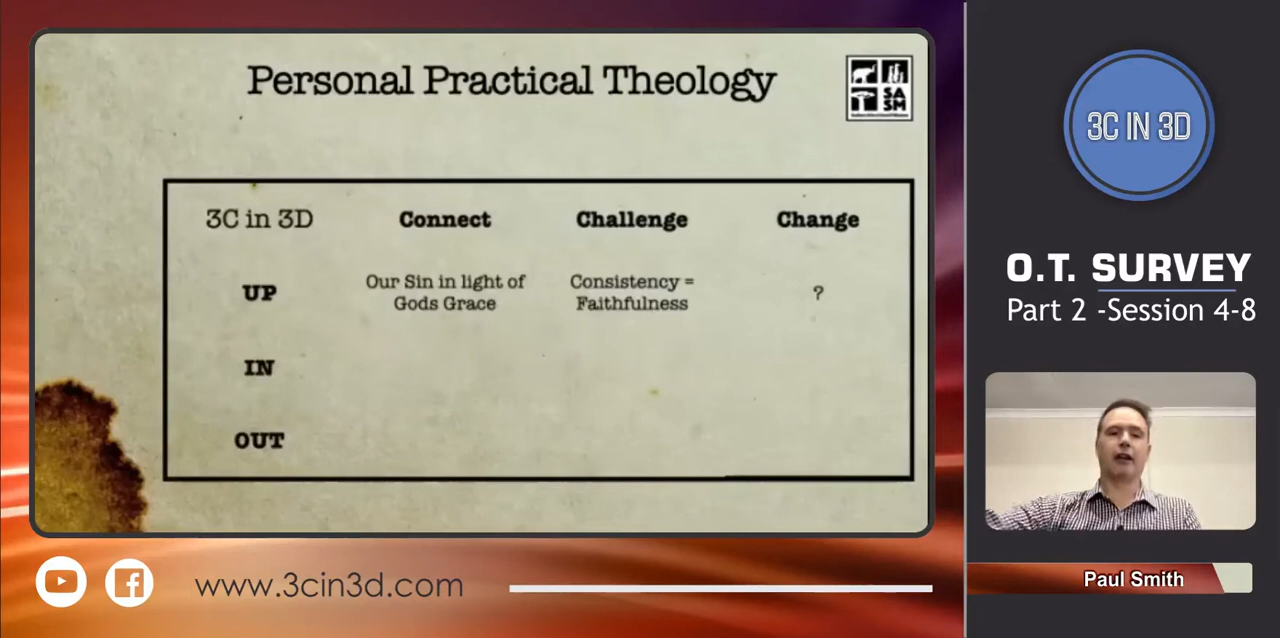 Personal Practical Theology
SA
SM
3C in 3D Connect Challenge Change
UP Our Sin in light of Gods Grace Consistency = Faithfulness ?
IN
OUT
www.3cin3d.com
3C IN 3D
O.T. SURVEY
Part 2 -Session 4-8
Paul Smith